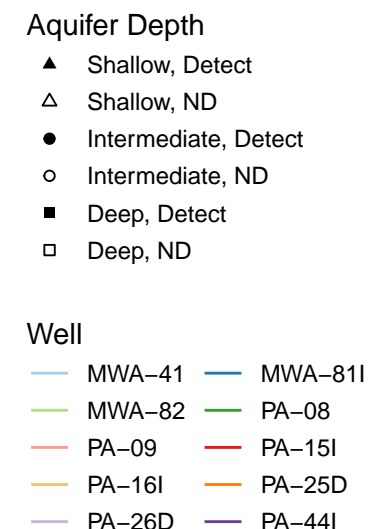 Aquifer Depth
Shallow, Detect
Shallow, ND
Intermediate, Detect
Intermediate, ND
Deep, Detect
Deep, ND
Well
MWA−41 MWA−81I
MWA−82 PA−08
PA−09 PA−15I
PA−16I PA−25D
PA−26D PA−44I